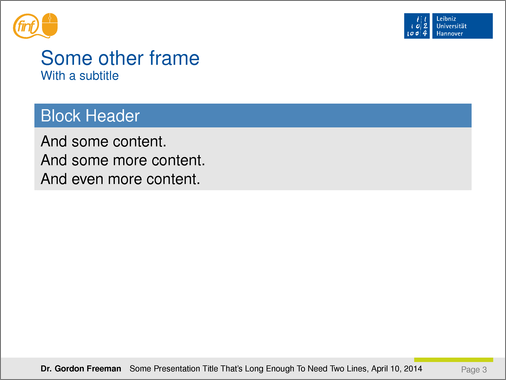 finf
Leibniz
Universität
Hannover
Some other frame
With a subtitle
Block Header
And some content.
And some more content.
And even more content.
Dr. Gordon Freeman Some Presentation Title That's Long Enough To Need Two Lines, April 10, 2014
Page 3